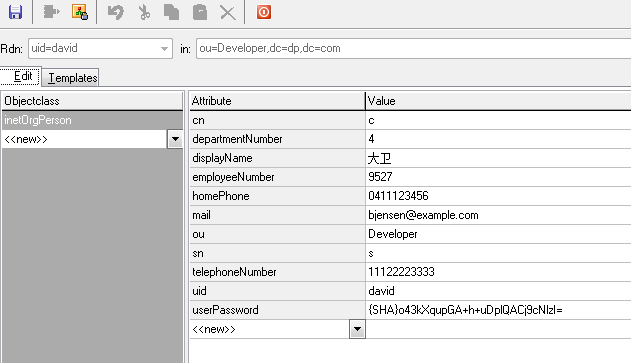 Rdn: uid=david in: ou=Developer,dc=dp,dc=com
Edit Templates
Objectclass Attribute Value
inetOrgPerson cn c
<<new>> departmentNumber 4
displayName 大卫
employeeNumber 9527
homePhone 0411123456
mail bjensen@example.com
ou Developer
sn s
telephoneNumber 11122223333
uid david
userPassword {SHA}o43kXqupGA+h+uDpIQACj9cNIzI=
<<new>>